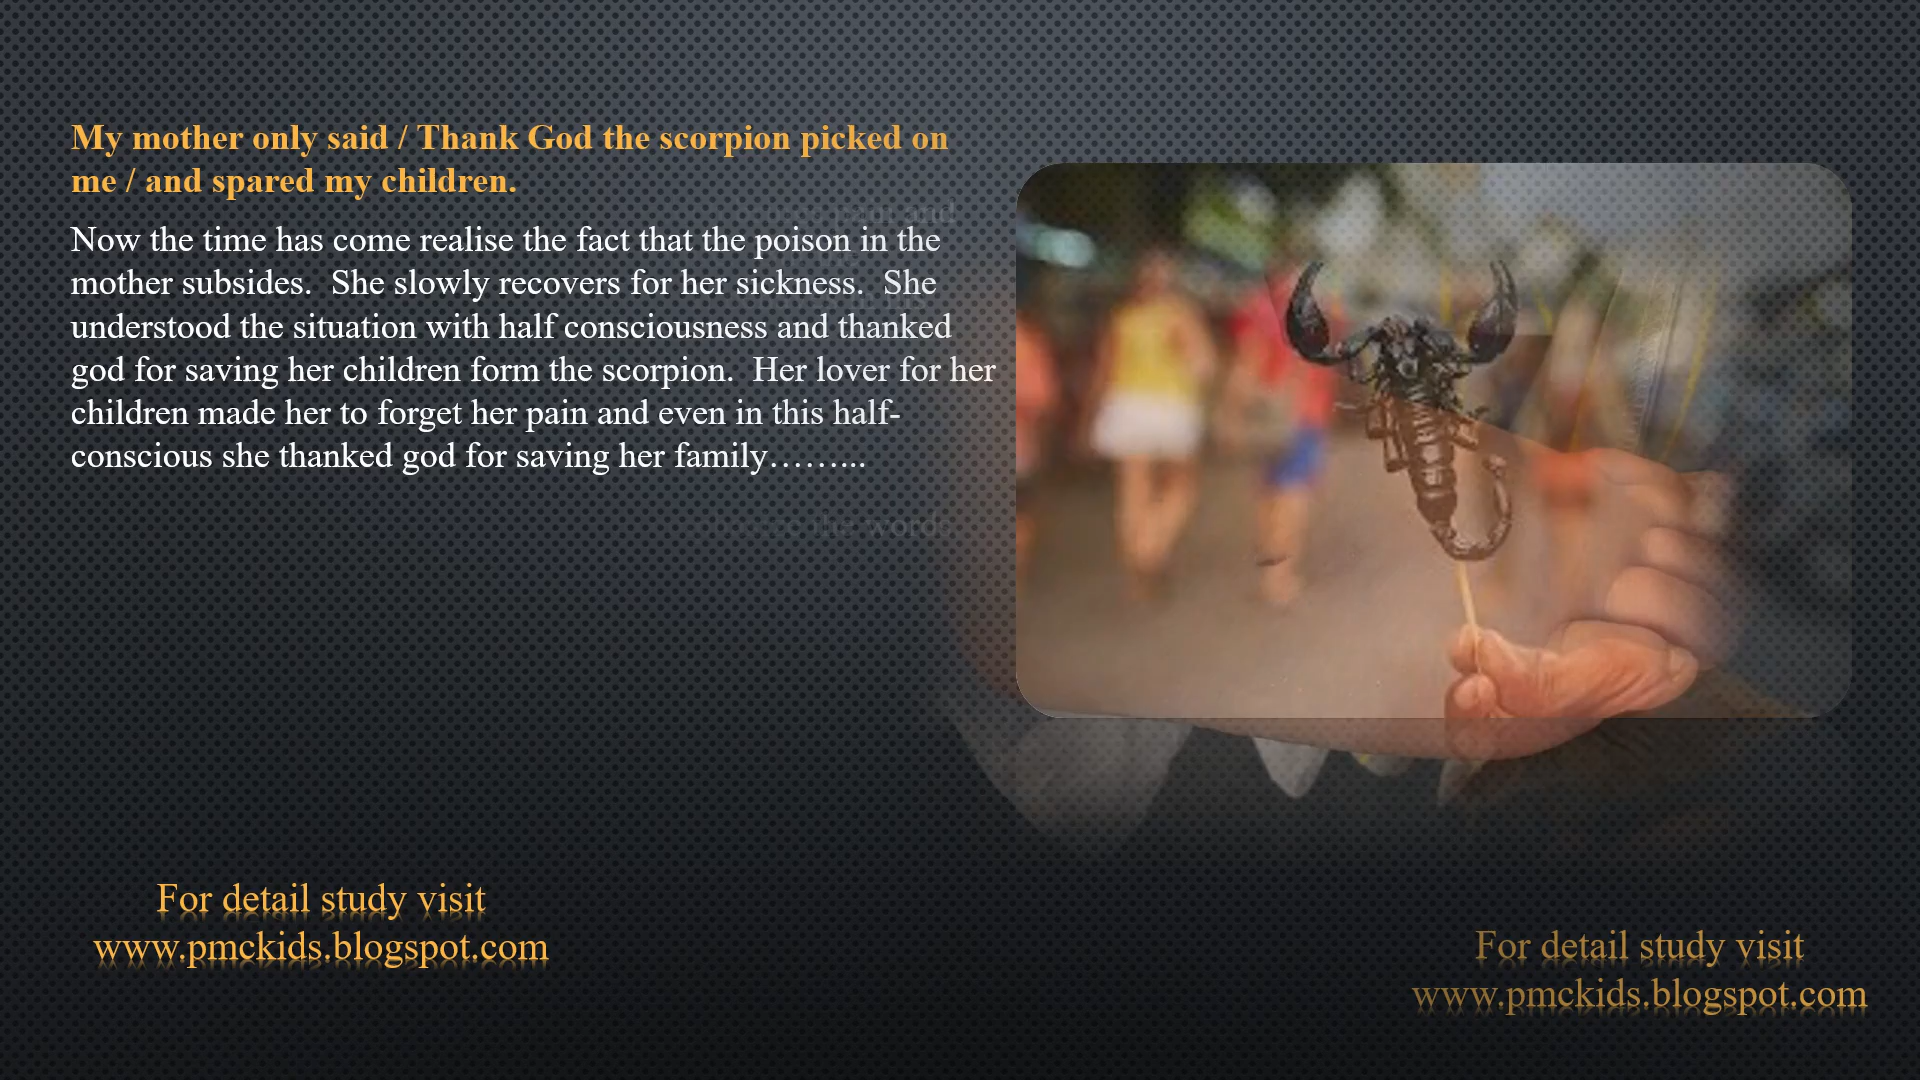 My mother only said / Thank God the scorpion picked on
me / and spared my children.
pain and
Now the time has come realise the fact that the poison in the
mother subsides.  She slowly recovers for her sickness.  She
understood the situation with half consciousness and thanked
god for saving her children form the scorpion.  Her lover for her
children made her to forget her pain and even in this half-
conscious she thanked god for saving her family……...
the words
For detail study visit
www.pmckids.blogspot.com
For detail study visit
www.pmckids.blogspot.com